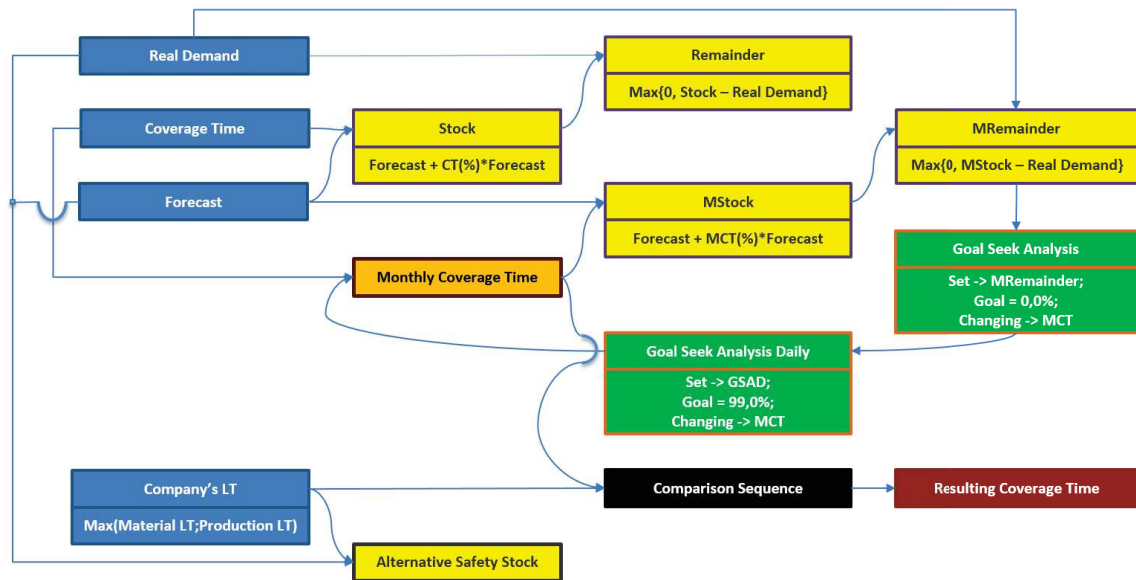 Real Demand
Remainder
Max{0, Stock – Real Demand}
Coverage Time
Stock
Forecast + CT(%)*Forecast
MRemainder
Max{0, MStock – Real Demand}
Forecast
MStock
Forecast + MCT(%)*Forecast
Goal Seek Analysis
Set -> MRemainder;
Goal = 0,0%;
Changing -> MCT
Monthly Coverage Time
Goal Seek Analysis Daily
Set -> GSAD;
Goal = 99,0%;
Changing -> MCT
Company's LT
Max(Material LT;Production LT)
Comparison Sequence
Resulting Coverage Time
Alternative Safety Stock